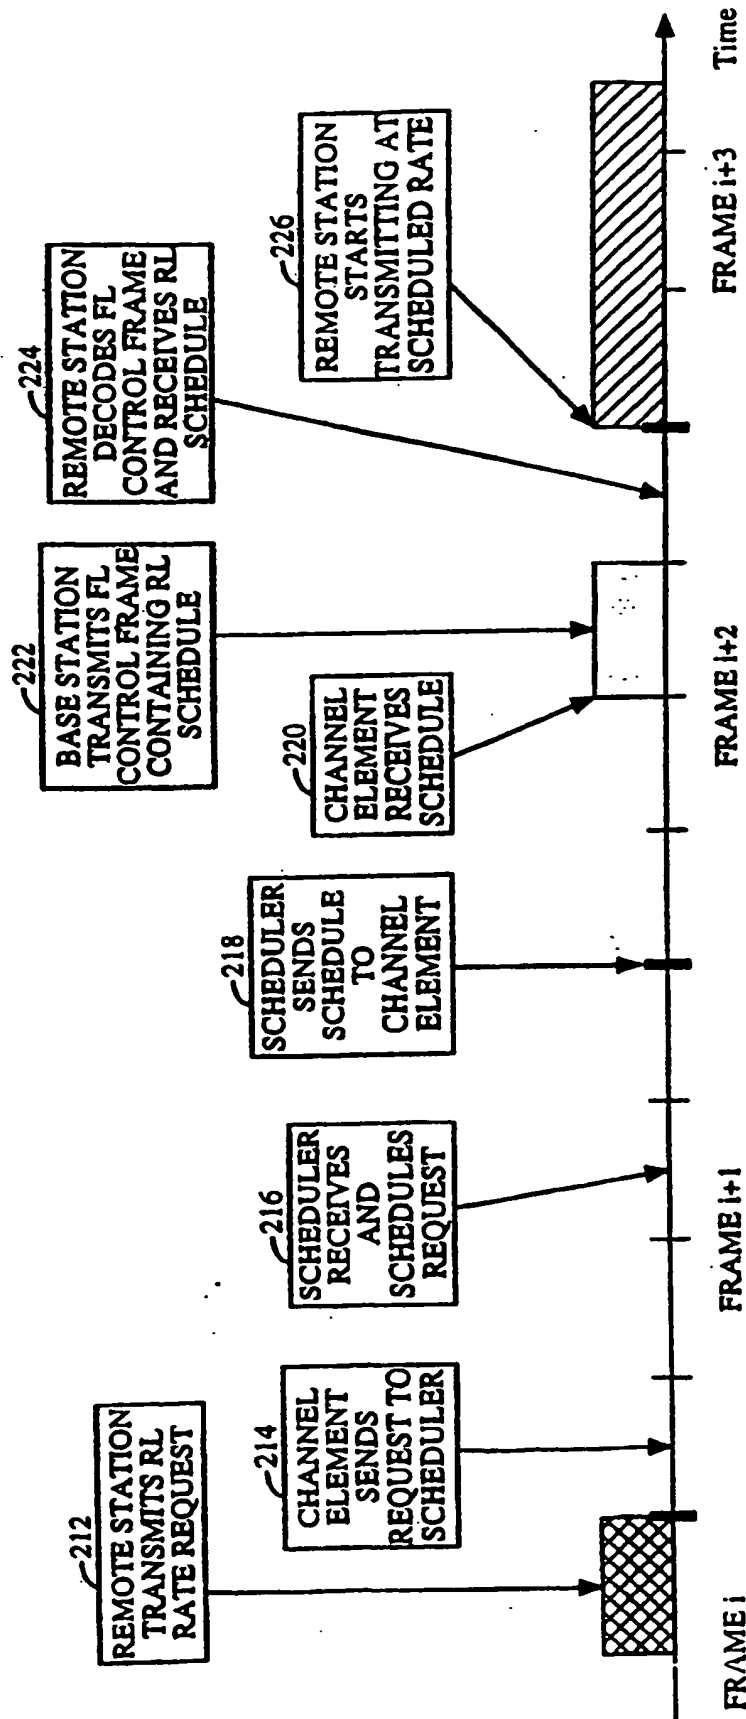 212
REMOTE STATION
TRANSMITS RL
RATE REQUEST
214
CHANNEL
ELEMENT
SENDS
REQUEST TO
SCHEDULER
216
SCHEDULER
RECEIVES
AND
SCHEDULES
REQUEST
218
SCHEDULER
SENDS
SCHEDULE
TO
CHANNEL
ELEMENT
220
CHANNEL
ELEMENT
RECEIVES
SCHEDULE
222
BASE STATION
TRANSMITS FL
CONTROL FRAME
CONTAINING RL
SCHEDULE
224
REMOTE STATION
DECODES FL
CONTROL FRAME
AND RECEIVES RL
SCHEDULE
226
REMOTE STATION
STARTS
TRANSMITTING AT
SCHEDULED RATE
FRAME i
FRAME i+1
FRAME i+2
FRAME i+3
Time